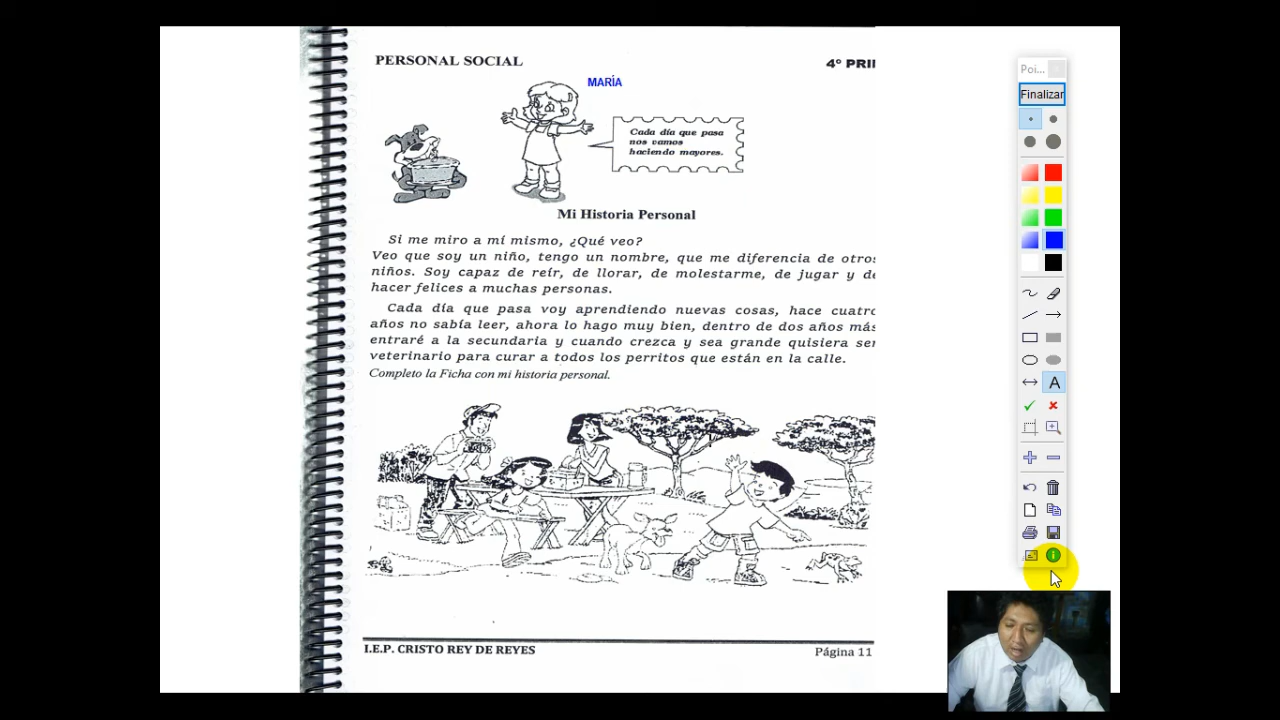 PERSONAL SOCIAL
4º PRI
MARÍA
Cada día que pasa
nos vamos
haciendo mayores.
Mi Historia Personal
Si me miro a mí mismo, ¿Qué veo?
Veo que soy un niño, tengo un nombre, que me diferencia de otros
niños. Soy capaz de reír, de llorar, de molestarme, de jugar y de
hacer felices a muchas personas.
Cada día que pasa voy aprendiendo nuevas cosas, hace cuatro
años no sabía leer, ahora lo hago muy bien, dentro de dos años más
entraré a la secundaria y cuando crezca y sea grande quisiera ser
veterinario para curar a todos los perritos que están en la calle.
Completo la Ficha con mi historia personal.
I.E.P. CRISTO REY DE REYES
Página 11
Poi...
Finalizar
A